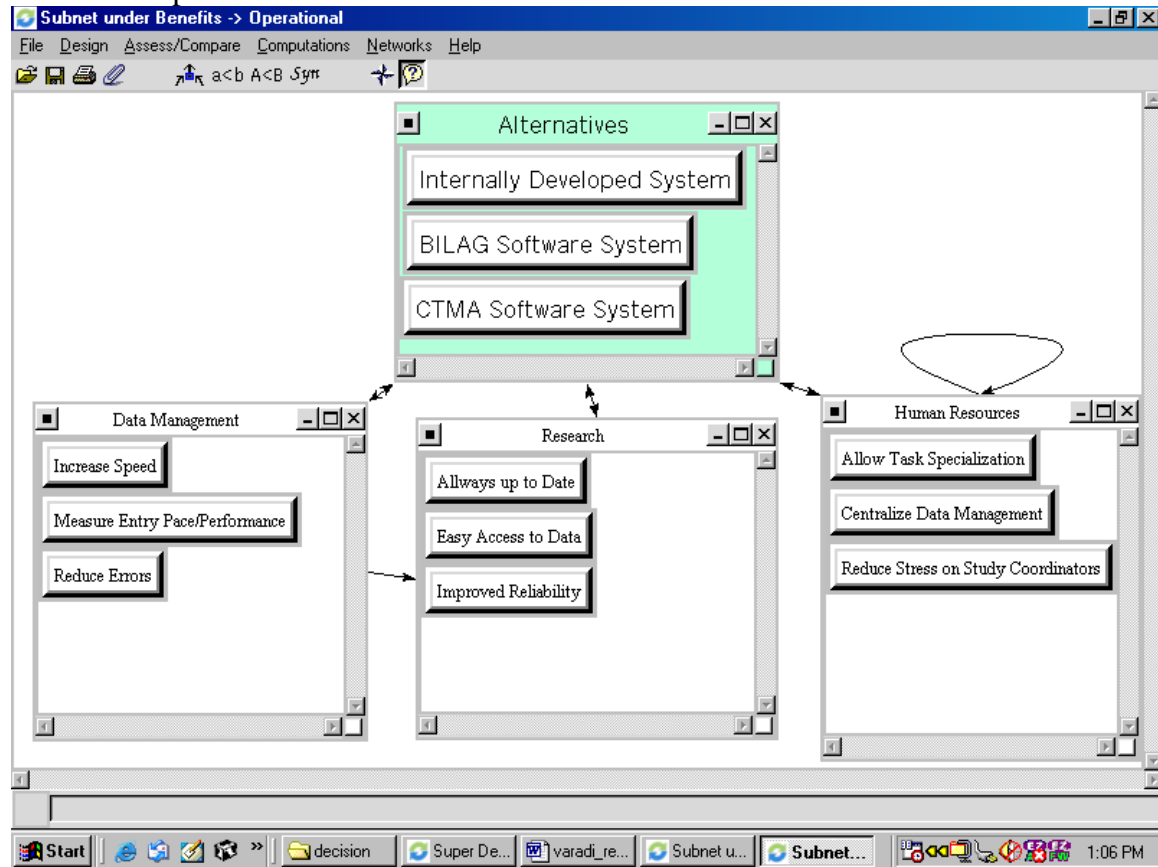 Subnet under Benefits -> Operational
File Design Assess/Compare Computations Networks Help
a<b A<B Syn
Alternatives
Internally Developed System
BILAG Software System
CTMA Software System
Data Management
Increase Speed
Measure Entry Pace/Performance
Reduce Errors
Research
Allways up to Date
Easy Access to Data
Improved Reliability
Human Resources
Allow Task Specialization
Centralize Data Management
Reduce Stress on Study Coordinators
Start » decision Super De... varadi_re... Subnet u... Subnet... 1:06 PM